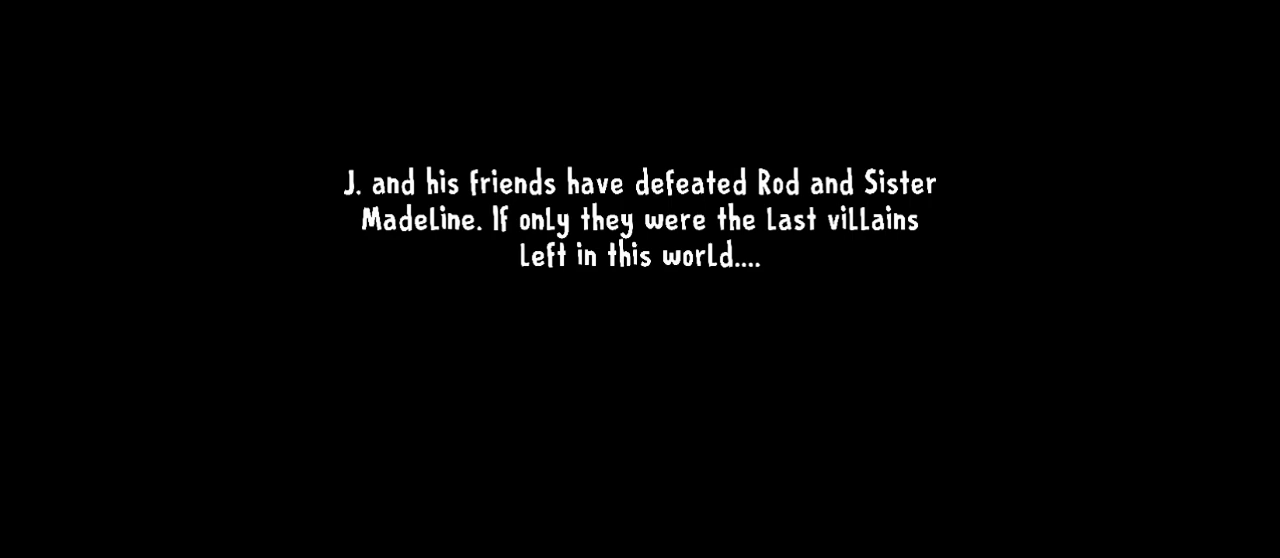 J. and his friends have defeated Rod and Sister
Madeline. If only they were the last villains
left in this world....